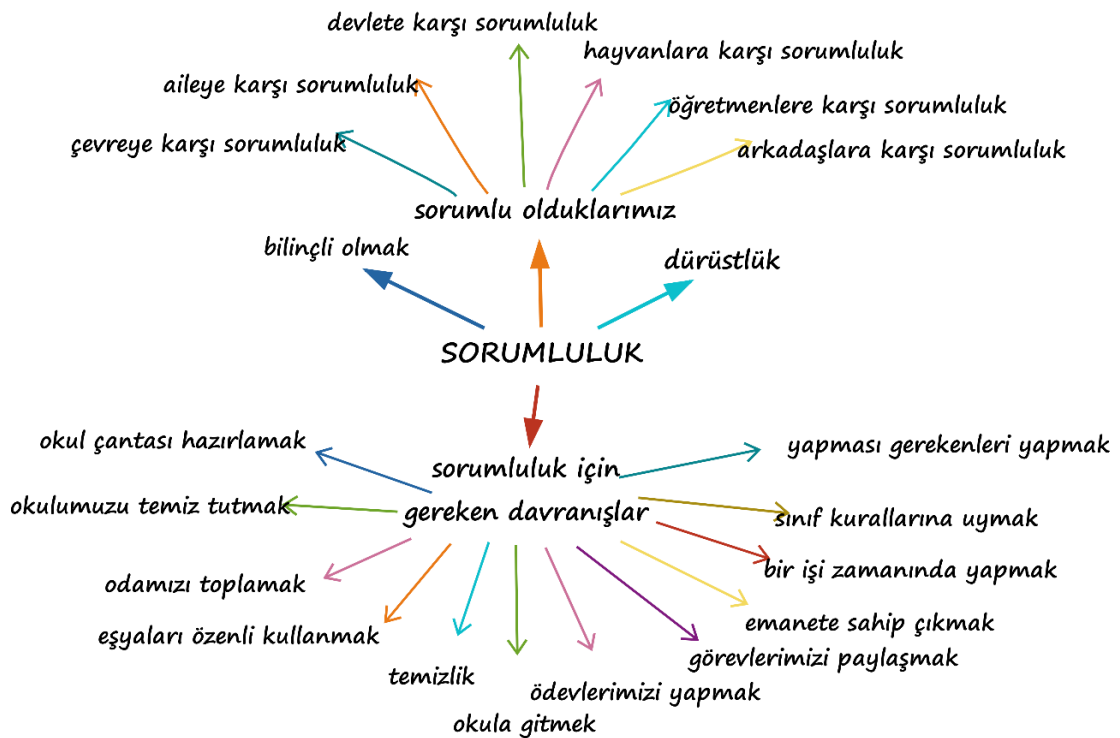 devlete karşı sorumluluk
hayvanlara karşı sorumluluk
aileye karşı sorumluluk
öğretmenlere karşı sorumluluk
çevreye karşı sorumluluk
arkadaşlara karşı sorumluluk
sorumlu olduklarımız
bilinçli olmak
dürüstlük
SORUMLULUK
okul çantası hazırlamak
yapması gerekenleri yapmak
sorumluluk için
gereken davranışlar
okulumuzu temiz tutmak
sınıf kurallarına uymak
bir işi zamanında yapmak
odamızı toplamak
emanete sahip çıkmak
eşyaları özenli kullanmak
görevlerimizi paylaşmak
temizlik
ödevlerimizi yapmak
okula gitmek